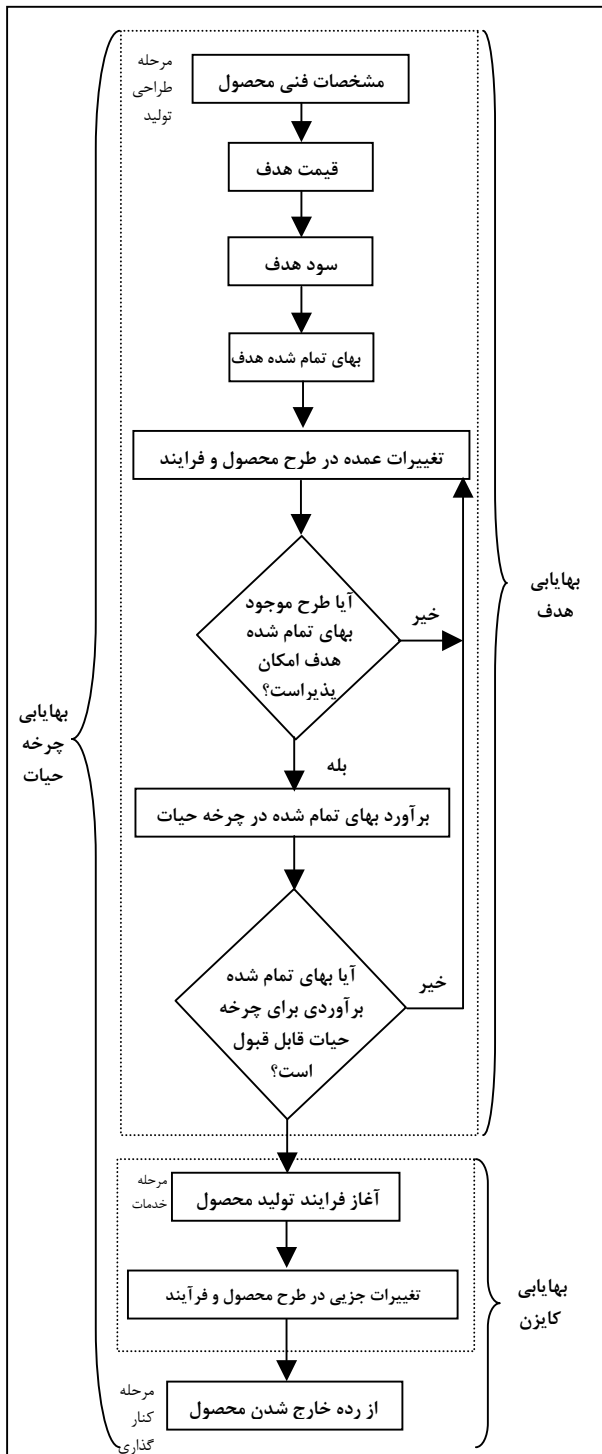 مرحله
طراحی
تولید
مشخصات فنی محصول
قیمت هدف
سود هدف
بهای تمام شده هدف
تغییرات عمده در طرح محصول و فرایند
آیا طرح موجود
بهای تمام شده
هدف امکان
پذیراست؟
خیر
بهایابی
هدف
بله
بهایابی
چرخه
حیات
برآورد بهای تمام شده در چرخه حیات
آیا بهای تمام شده
برآوردی برای چرخه
حیات قابل قبول
است؟
خیر
مرحله
خدمات
آغاز فرایند تولید محصول
تغییرات جزیی در طرح محصول و فرآیند
بهایابی
کایزن
مرحله
کنار
گذاری
از رده خارج شدن محصول